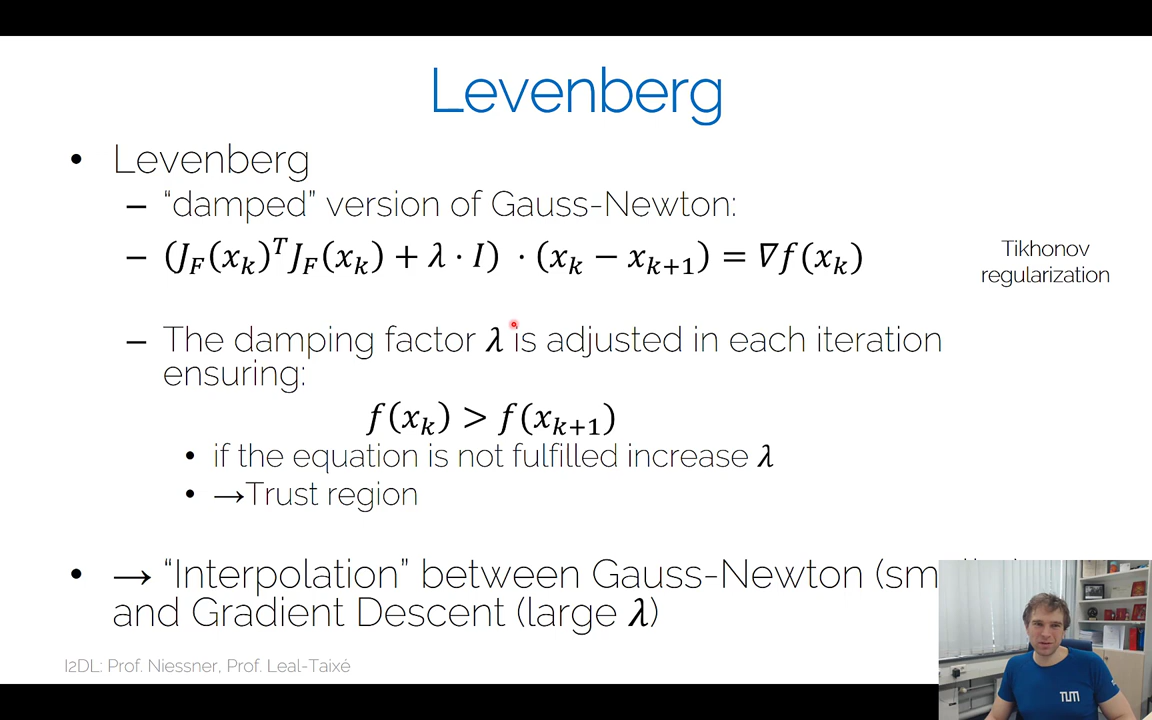 Levenberg
• Levenberg
– “damped” version of Gauss-Newton:
– (J_F(x_k)^T J_F(x_k) + λ · I) · (x_k − x_{k+1}) = ∇f(x_k)
Tikhonov
regularization
– The damping factor λ is adjusted in each iteration
ensuring:
f(x_k) > f(x_{k+1})
• if the equation is not fulfilled increase λ
• →Trust region
• → “Interpolation” between Gauss-Newton
and Gradient Descent (large λ)
I2DL: Prof. Niessner, Prof. Leal-Taixé
TUM